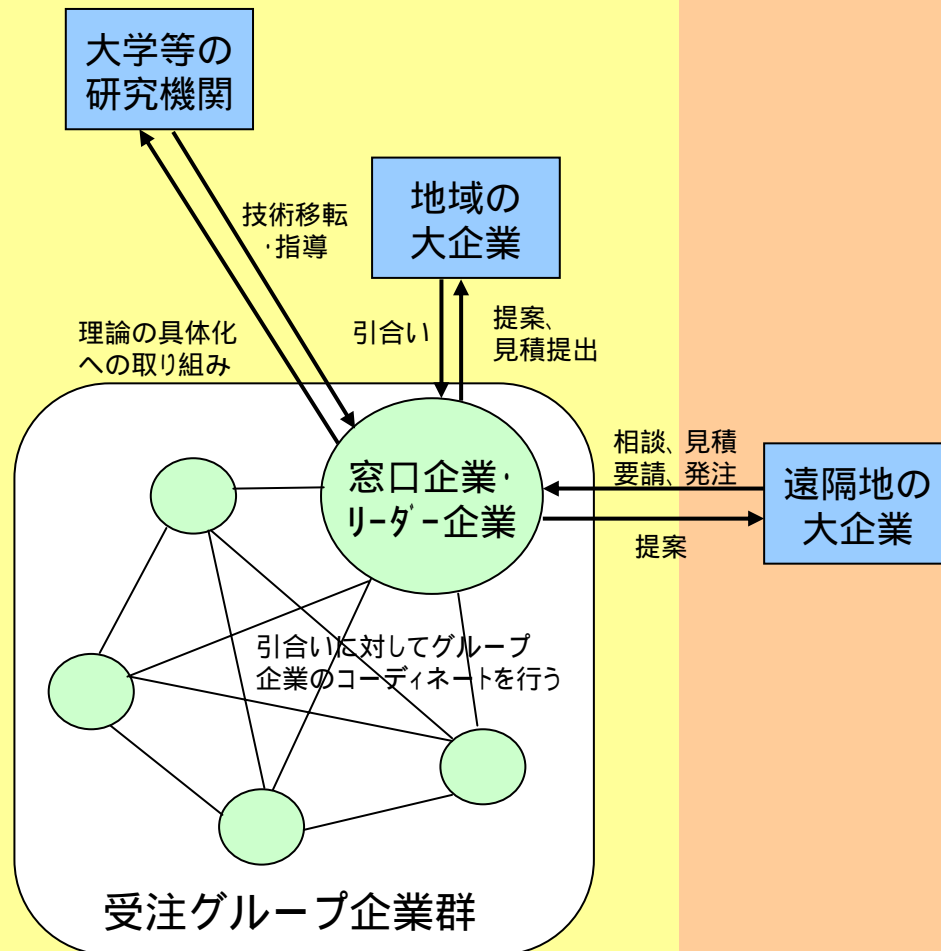 大学等の
研究機関
地域の
大企業
技術移転
・指導
引合い
提案、
見積提出
理論の具体化
への取り組み
窓口企業・
ﾘｰﾀﾞｰ企業
相談、見積
要請、発注
提案
遠隔地の
大企業
引合いに対してグループ
企業のコーディネートを行う
受注グループ企業群